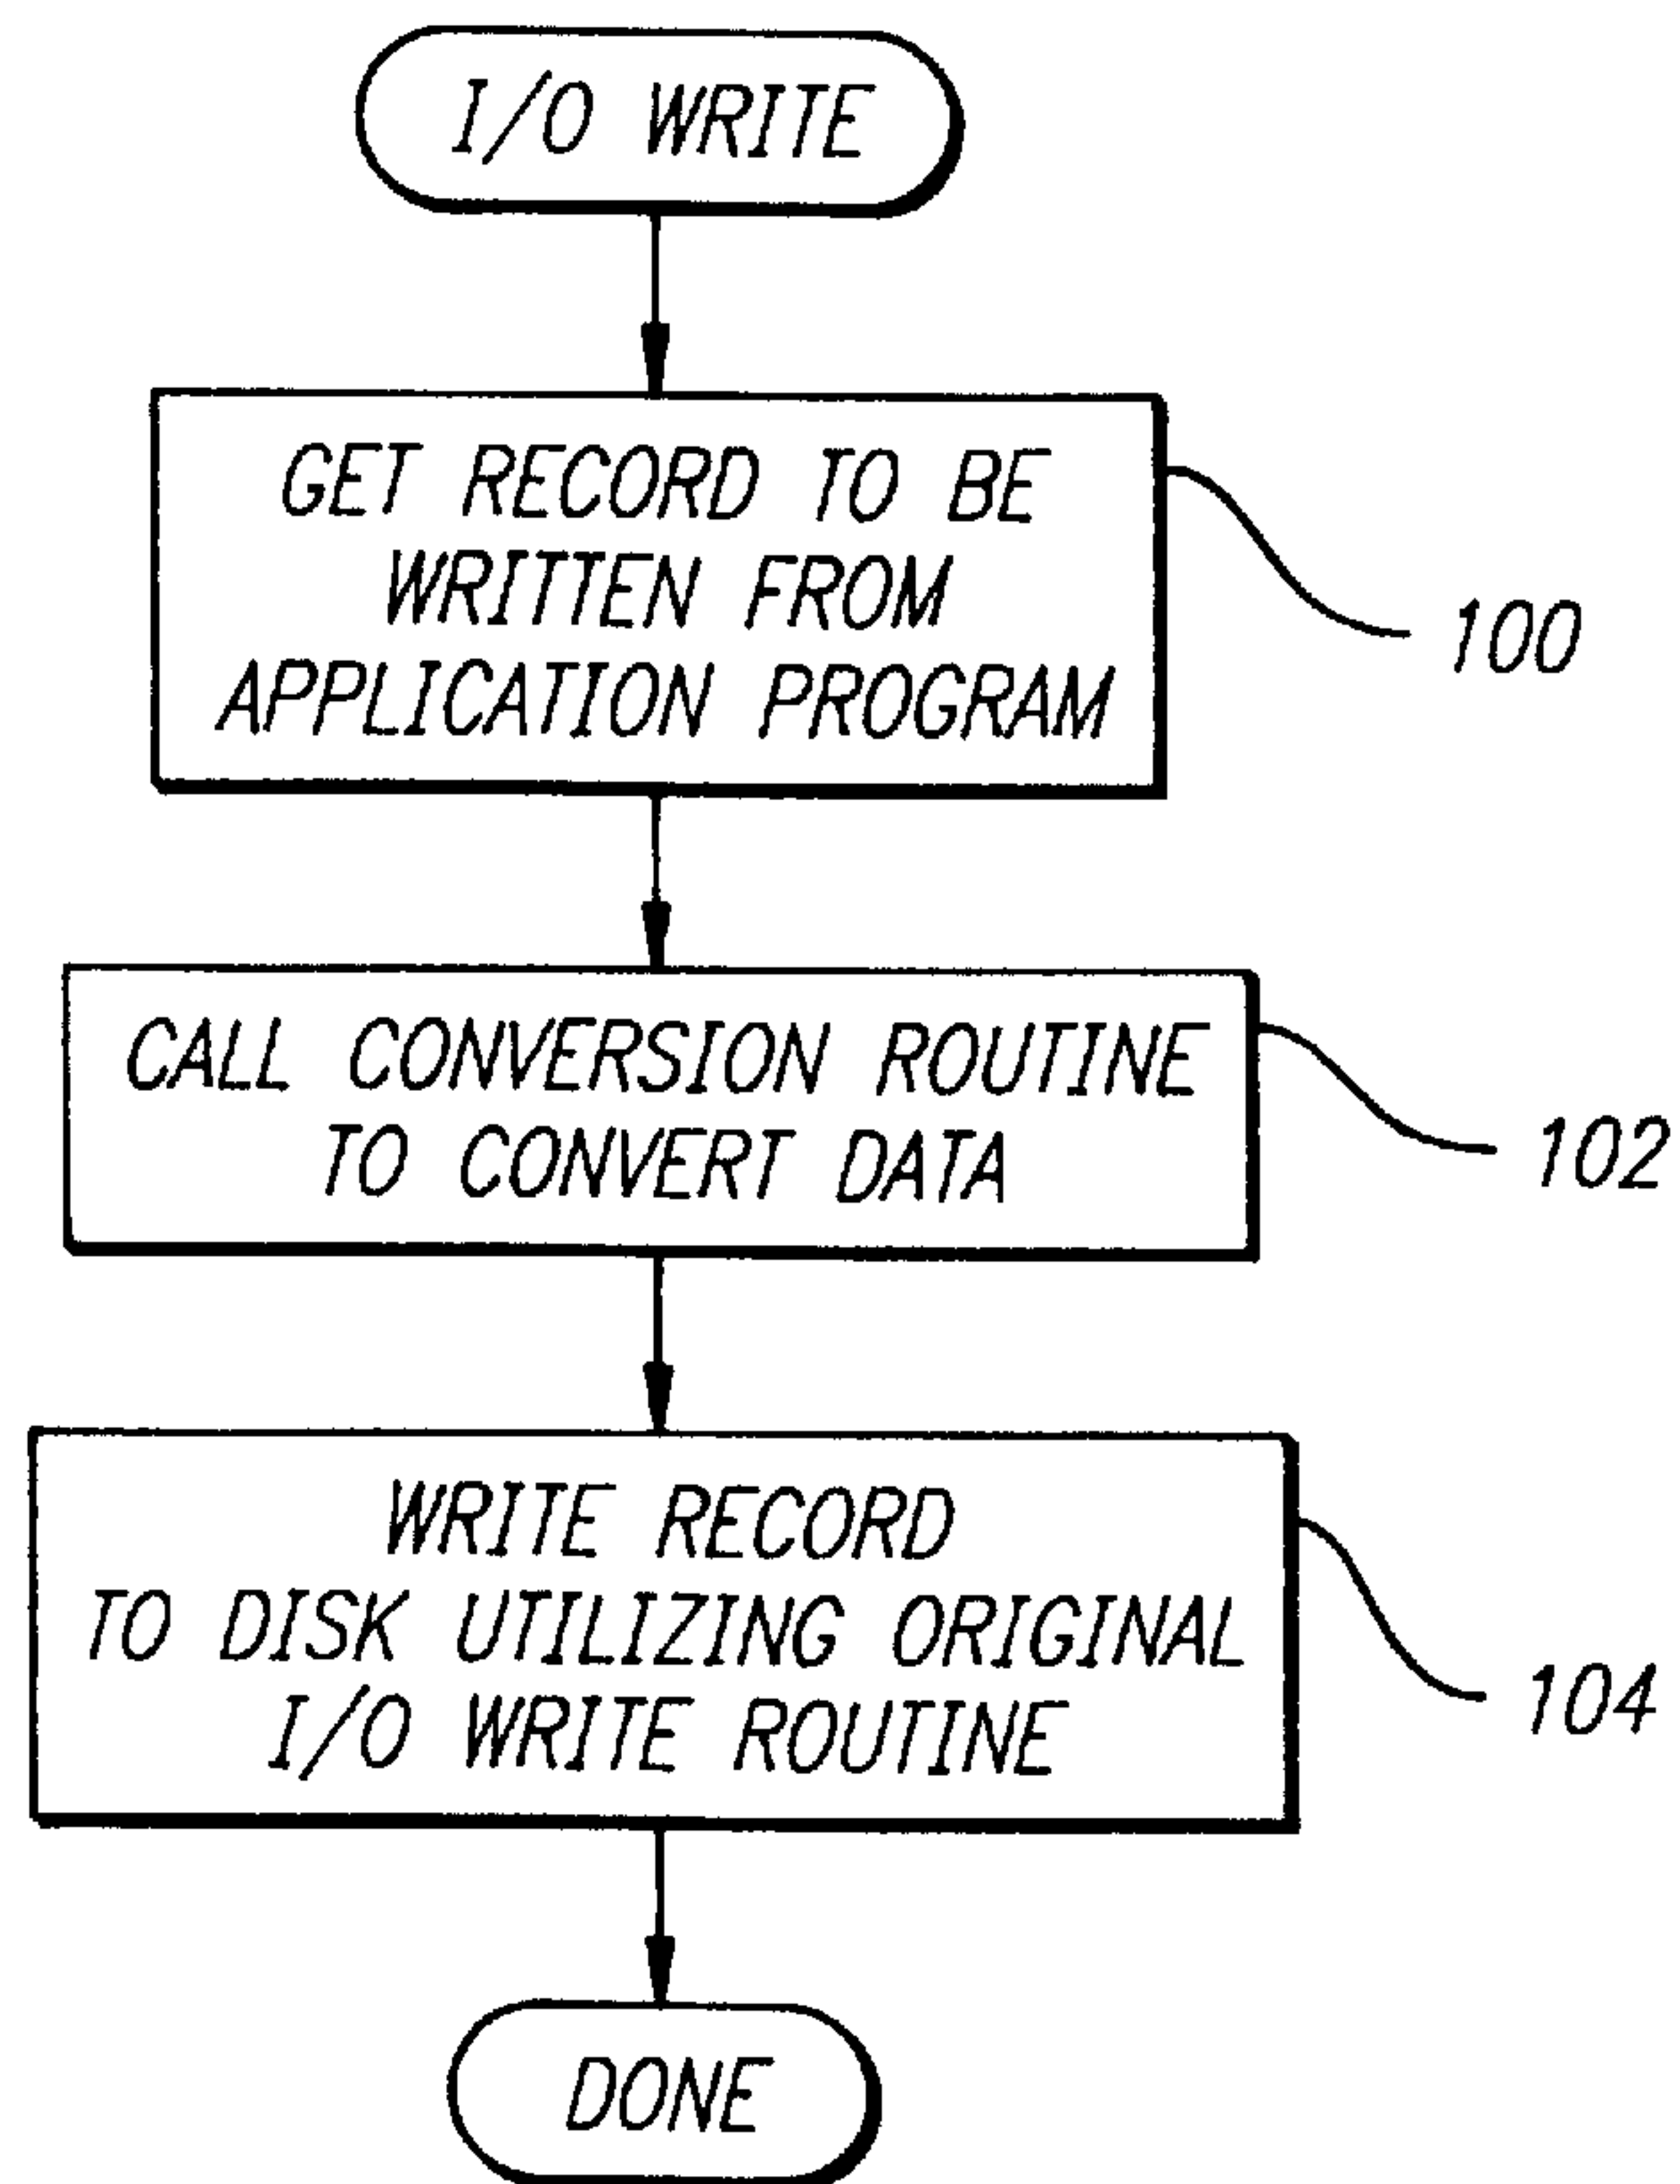 I/O WRITE
GET RECORD TO BE
WRITTEN FROM
APPLICATION PROGRAM
100
CALL CONVERSION ROUTINE
TO CONVERT DATA
102
WRITE RECORD
TO DISK UTILIZING ORIGINAL
I/O WRITE ROUTINE
104
DONE